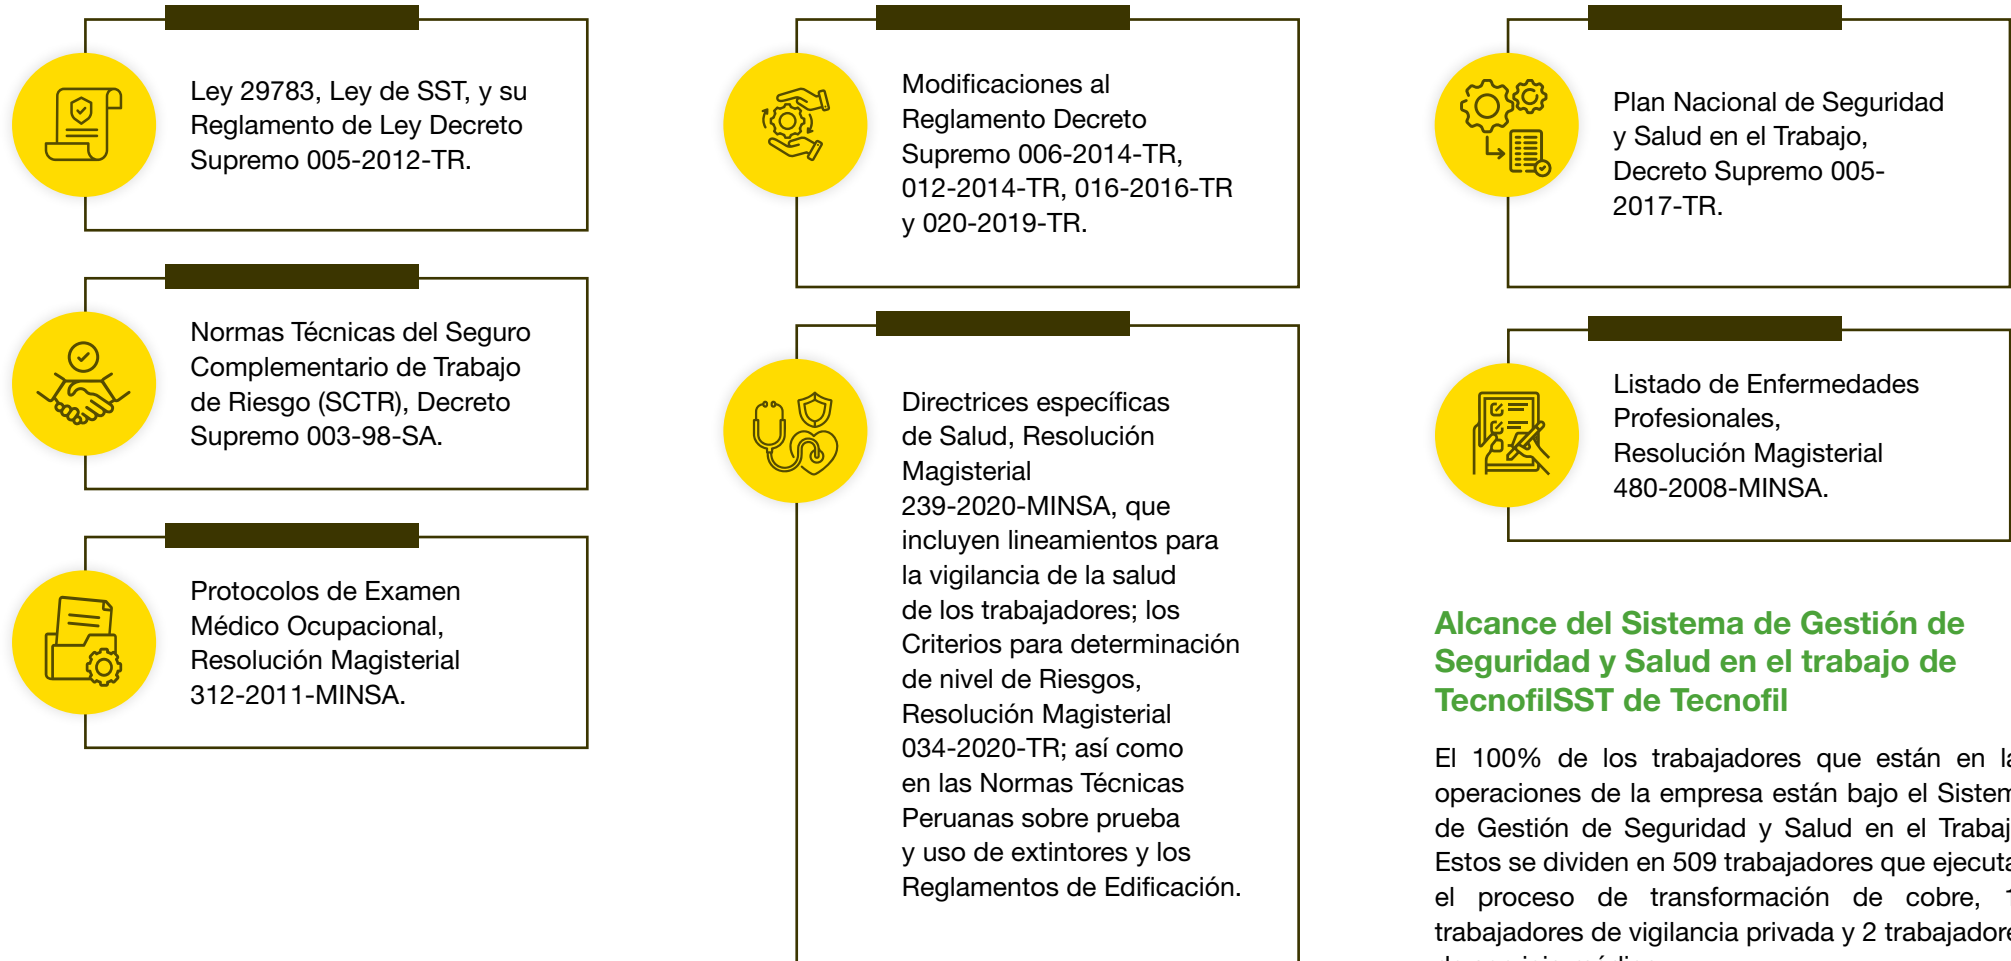 Ley 29783, Ley de SST, y su
Reglamento de Ley Decreto
Supremo 005-2012-TR.
Normas Técnicas del Seguro
Complementario de Trabajo
de Riesgo (SCTR), Decreto
Supremo 003-98-SA.
Protocolos de Examen
Médico Ocupacional,
Resolución Magisterial
312-2011-MINSA.
Modificaciones al
Reglamento Decreto
Supremo 006-2014-TR,
012-2014-TR, 016-2016-TR
y 020-2019-TR.
Directrices específicas
de Salud, Resolución
Magisterial
239-2020-MINSA, que
incluyen lineamientos para
la vigilancia de la salud
de los trabajadores; los
Criterios para determinación
de nivel de Riesgos,
Resolución Magisterial
034-2020-TR; así como
en las Normas Técnicas
Peruanas sobre prueba
y uso de extintores y los
Reglamentos de Edificación.
Plan Nacional de Seguridad
y Salud en el Trabajo,
Decreto Supremo 005-
2017-TR.
Listado de Enfermedades
Profesionales,
Resolución Magisterial
480-2008-MINSA.
Alcance del Sistema de Gestión de
Seguridad y Salud en el trabajo de
TecnofilSST de Tecnofil
El 100% de los trabajadores que están en
operaciones de la empresa están bajo el
de Gestión de Seguridad y Salud en el
Estos se dividen en 509 trabajadores que
el proceso de transformación de cobre,
trabajadores de vigilancia privada y 2